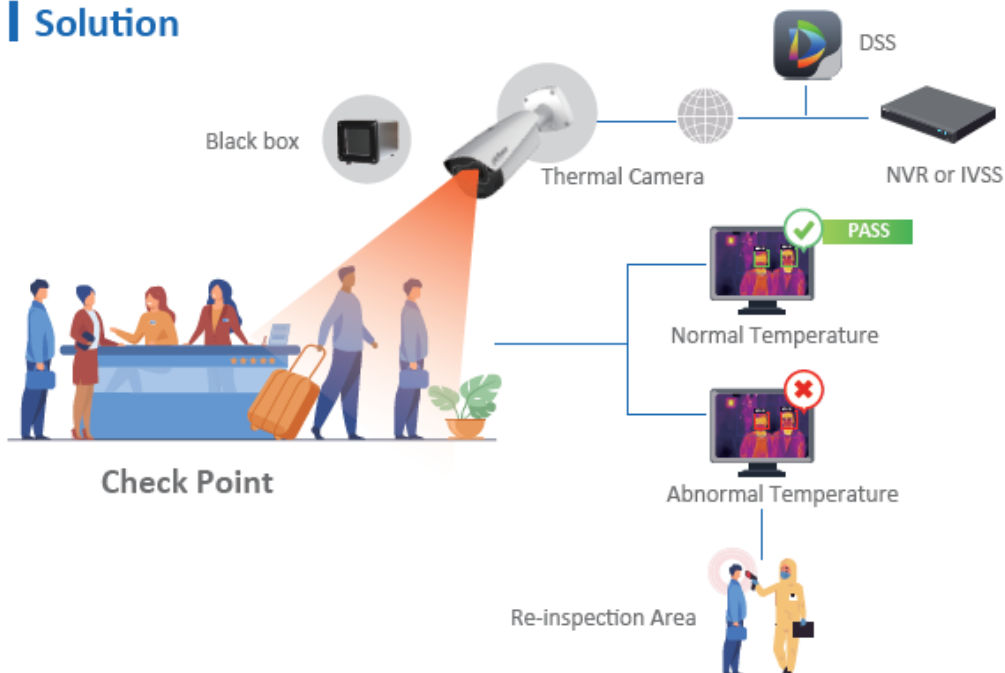 Solution
DSS
Black box
Thermal Camera
NVR or IVSS
PASS
Normal Temperature
Check Point
Abnormal Temperature
Re-inspection Area